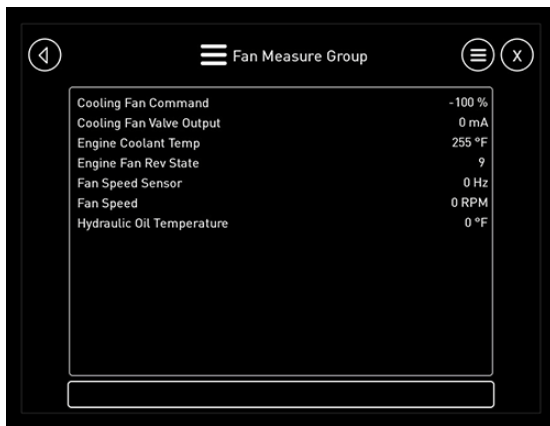 Fan Measure Group
X
Cooling Fan Command -100 %
Cooling Fan Valve Output 0 mA
Engine Coolant Temp 255 °F
Engine Fan Rev State 9
Fan Speed Sensor 0 Hz
Fan Speed 0 RPM
Hydraulic Oil Temperature 0 °F